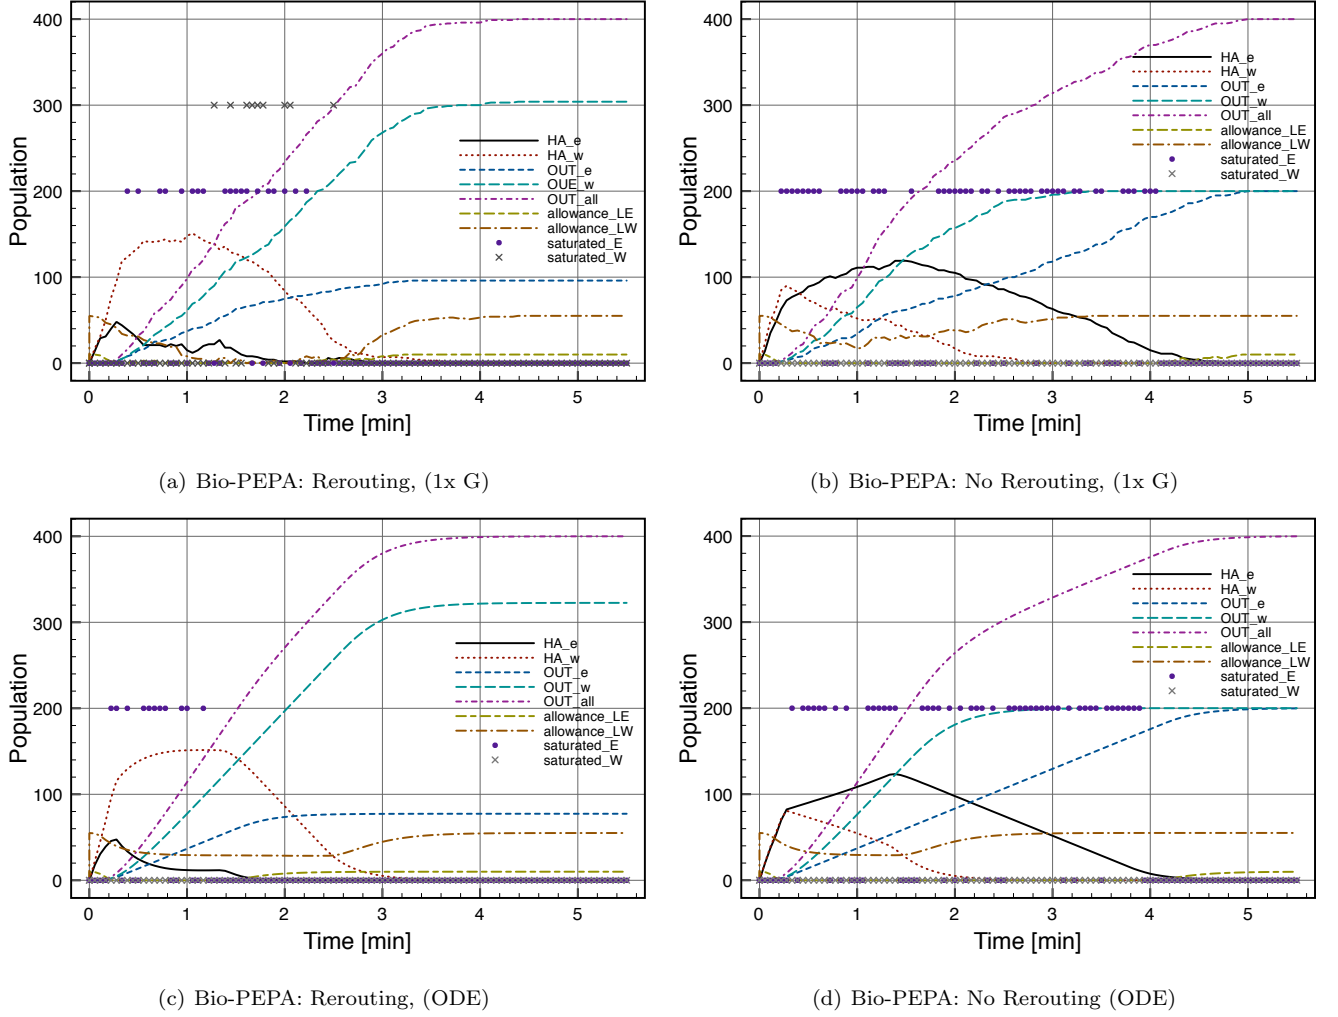 400
300
200
100
0
Population
0 1 2 3 4 5
Time [min]
HA_e
HA_w
OUT_e
OUE_w
OUT_all
allowance_LE
allowance_LW
saturated_E
saturated_W
(a) Bio-PEPA: Rerouting, (1x G)
400
300
200
100
0
Population
0 1 2 3 4 5
Time [min]
HA_e
HA_w
OUT_e
OUT_w
OUT_all
allowance_LE
allowance_LW
saturated_E
saturated_W
(b) Bio-PEPA: No Rerouting, (1x G)
400
300
200
100
0
Population
0 1 2 3 4 5
Time [min]
HA_e
HA_w
OUT_e
OUT_w
OUT_all
allowance_LE
allowance_LW
saturated_E
saturated_W
(c) Bio-PEPA: Rerouting, (ODE)
400
300
200
100
0
Population
0 1 2 3 4 5
Time [min]
HA_e
HA_w
OUT_e
OUT_w
OUT_all
allowance_LE
allowance_LW
saturated_E
saturated_W
(d) Bio-PEPA: No Rerouting (ODE)